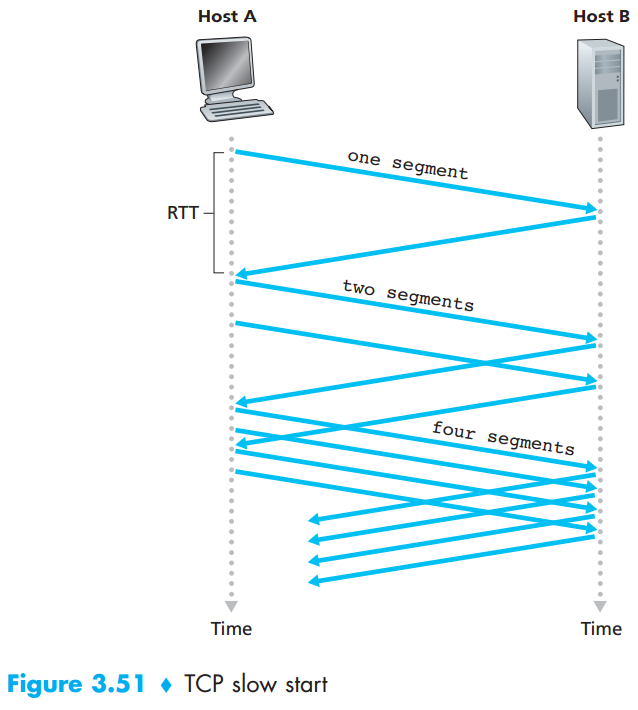 Host A
Host B
one segment
RTT
two segments
four segments
Time
Time
Figure 3.51 ♦ TCP slow start